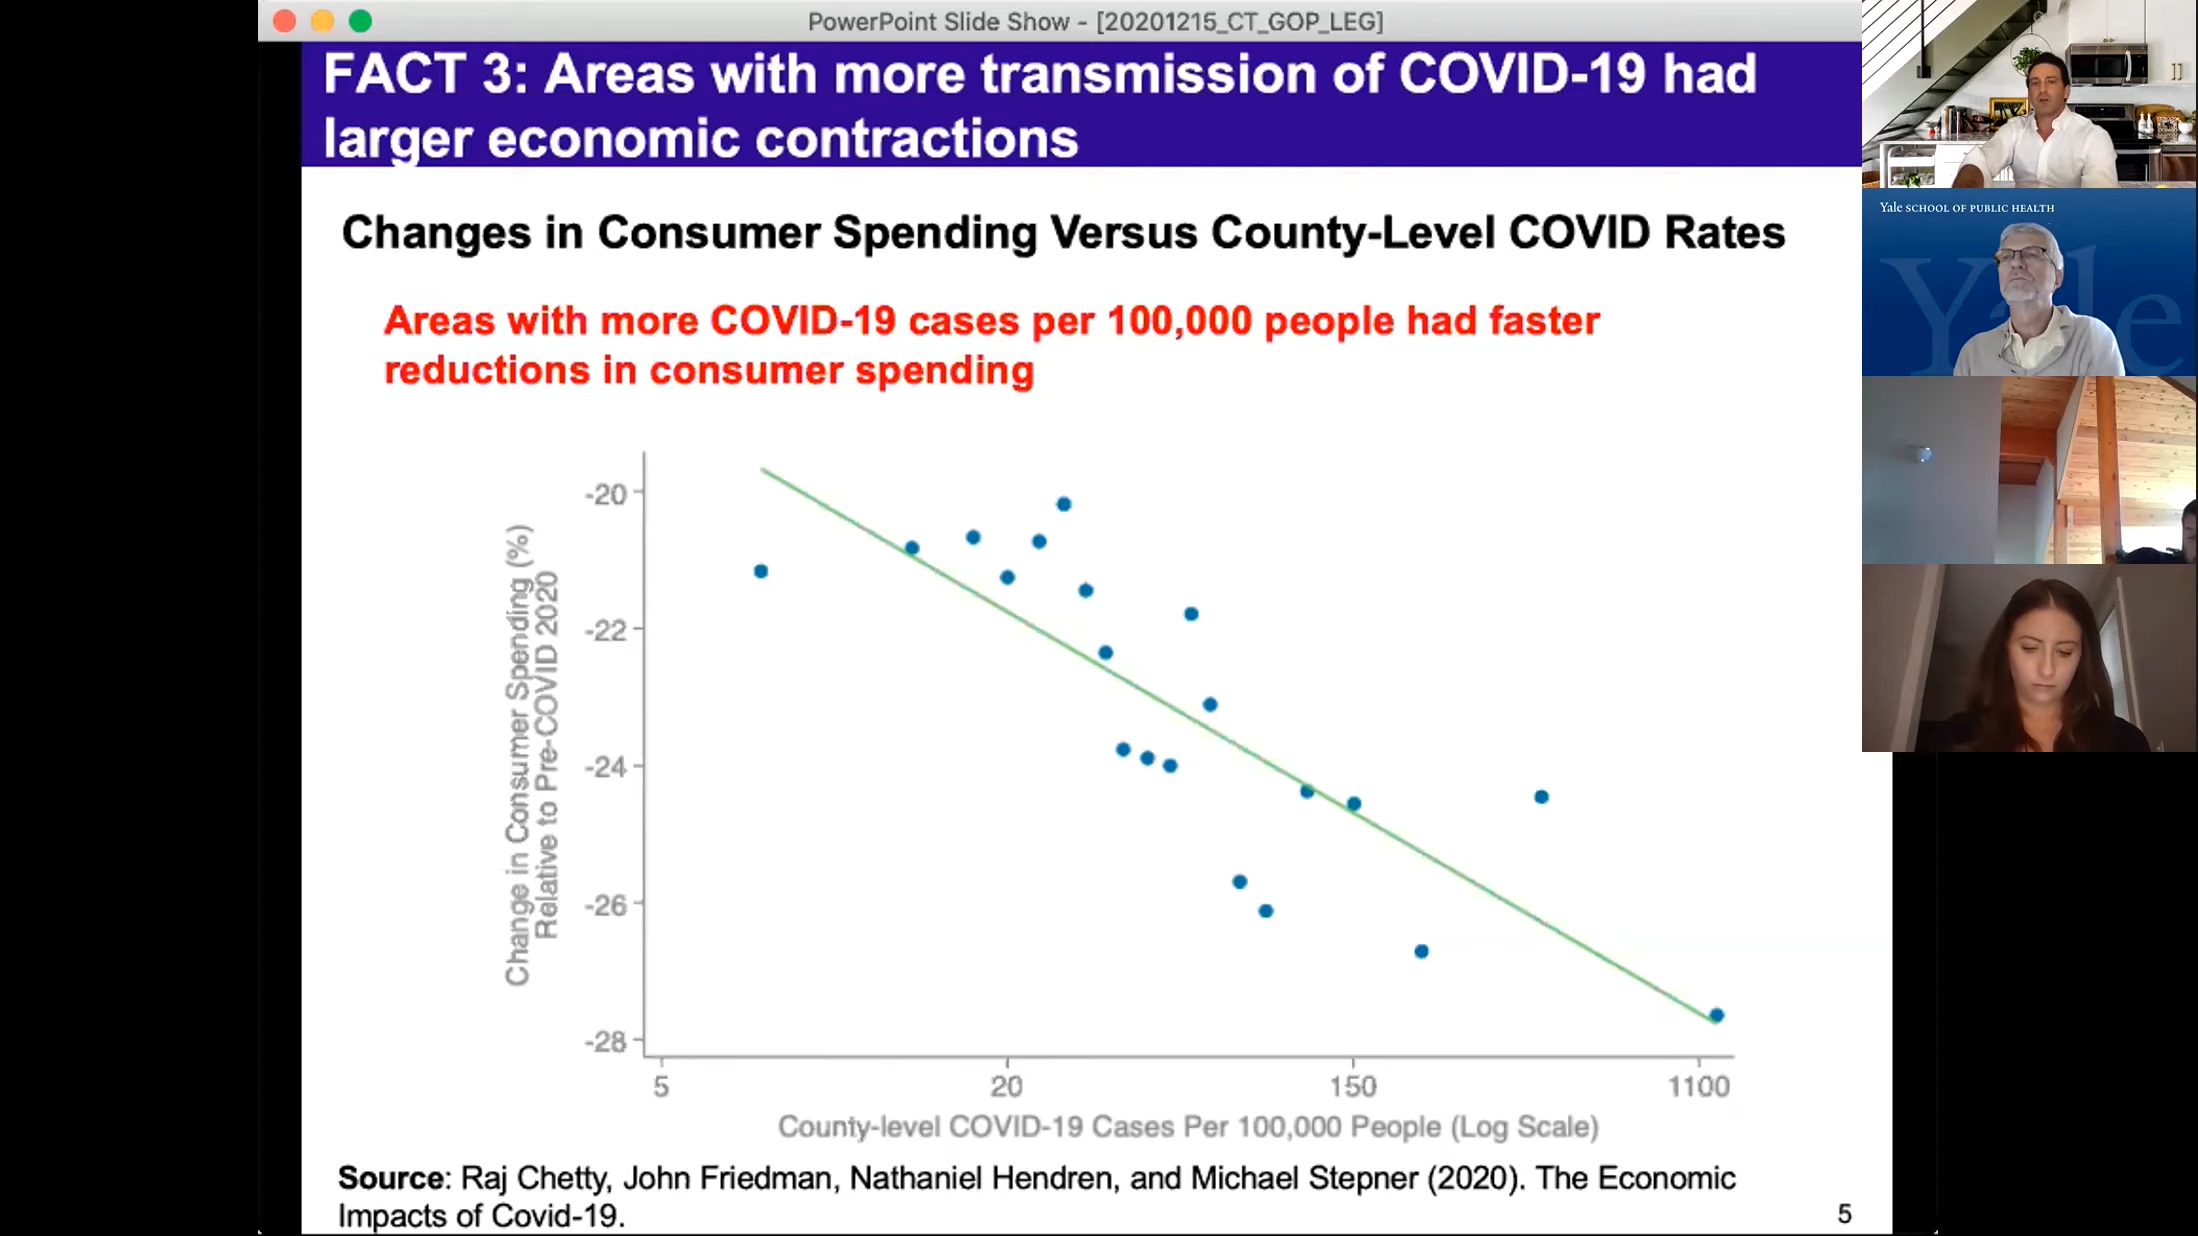 PowerPoint Slide Show - [20201215_CT_GOP_LEG]
FACT 3: Areas with more transmission of COVID-19 had
larger economic contractions
Changes in Consumer Spending Versus County-Level COVID Rates
Areas with more COVID-19 cases per 100,000 people had faster
reductions in consumer spending
Change in Consumer Spending (%)
Relative to Pre-COVID 2020
-20
-22
-24
-26
-28
5
20
150
1100
County-level COVID-19 Cases Per 100,000 People (Log Scale)
Source: Raj Chetty, John Friedman, Nathaniel Hendren, and Michael Stepner (2020). The Economic
Impacts of Covid-19.
5
Yale SCHOOL OF PUBLIC HEALTH
Yale